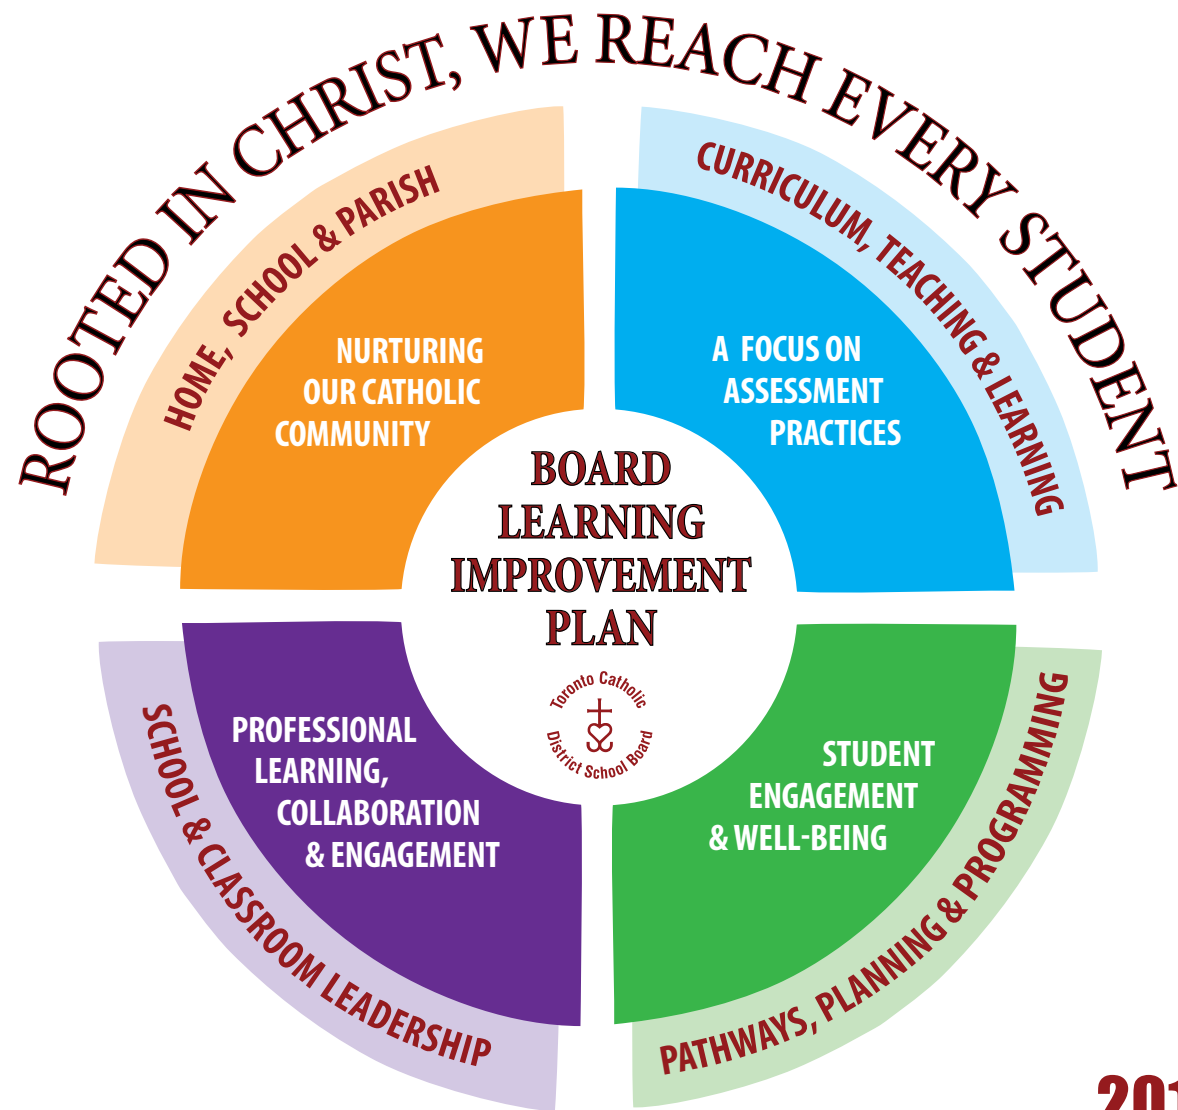 ROOTED IN CHRIST, WE REACH EVERY STUDENT
HOME, SCHOOL & PARISH
NURTURING
OUR CATHOLIC
COMMUNITY
CURRICULUM, TEACHING & LEARNING
A FOCUS ON
ASSESSMENT
PRACTICES
BOARD
LEARNING
IMPROVEMENT
PLAN
Toronto Catholic
District School Board
SCHOOL & CLASSROOM LEADERSHIP
PROFESSIONAL
LEARNING,
COLLABORATION
& ENGAGEMENT
STUDENT
ENGAGEMENT
& WELL-BEING
PATHWAYS, PLANNING & PROGRAMMING